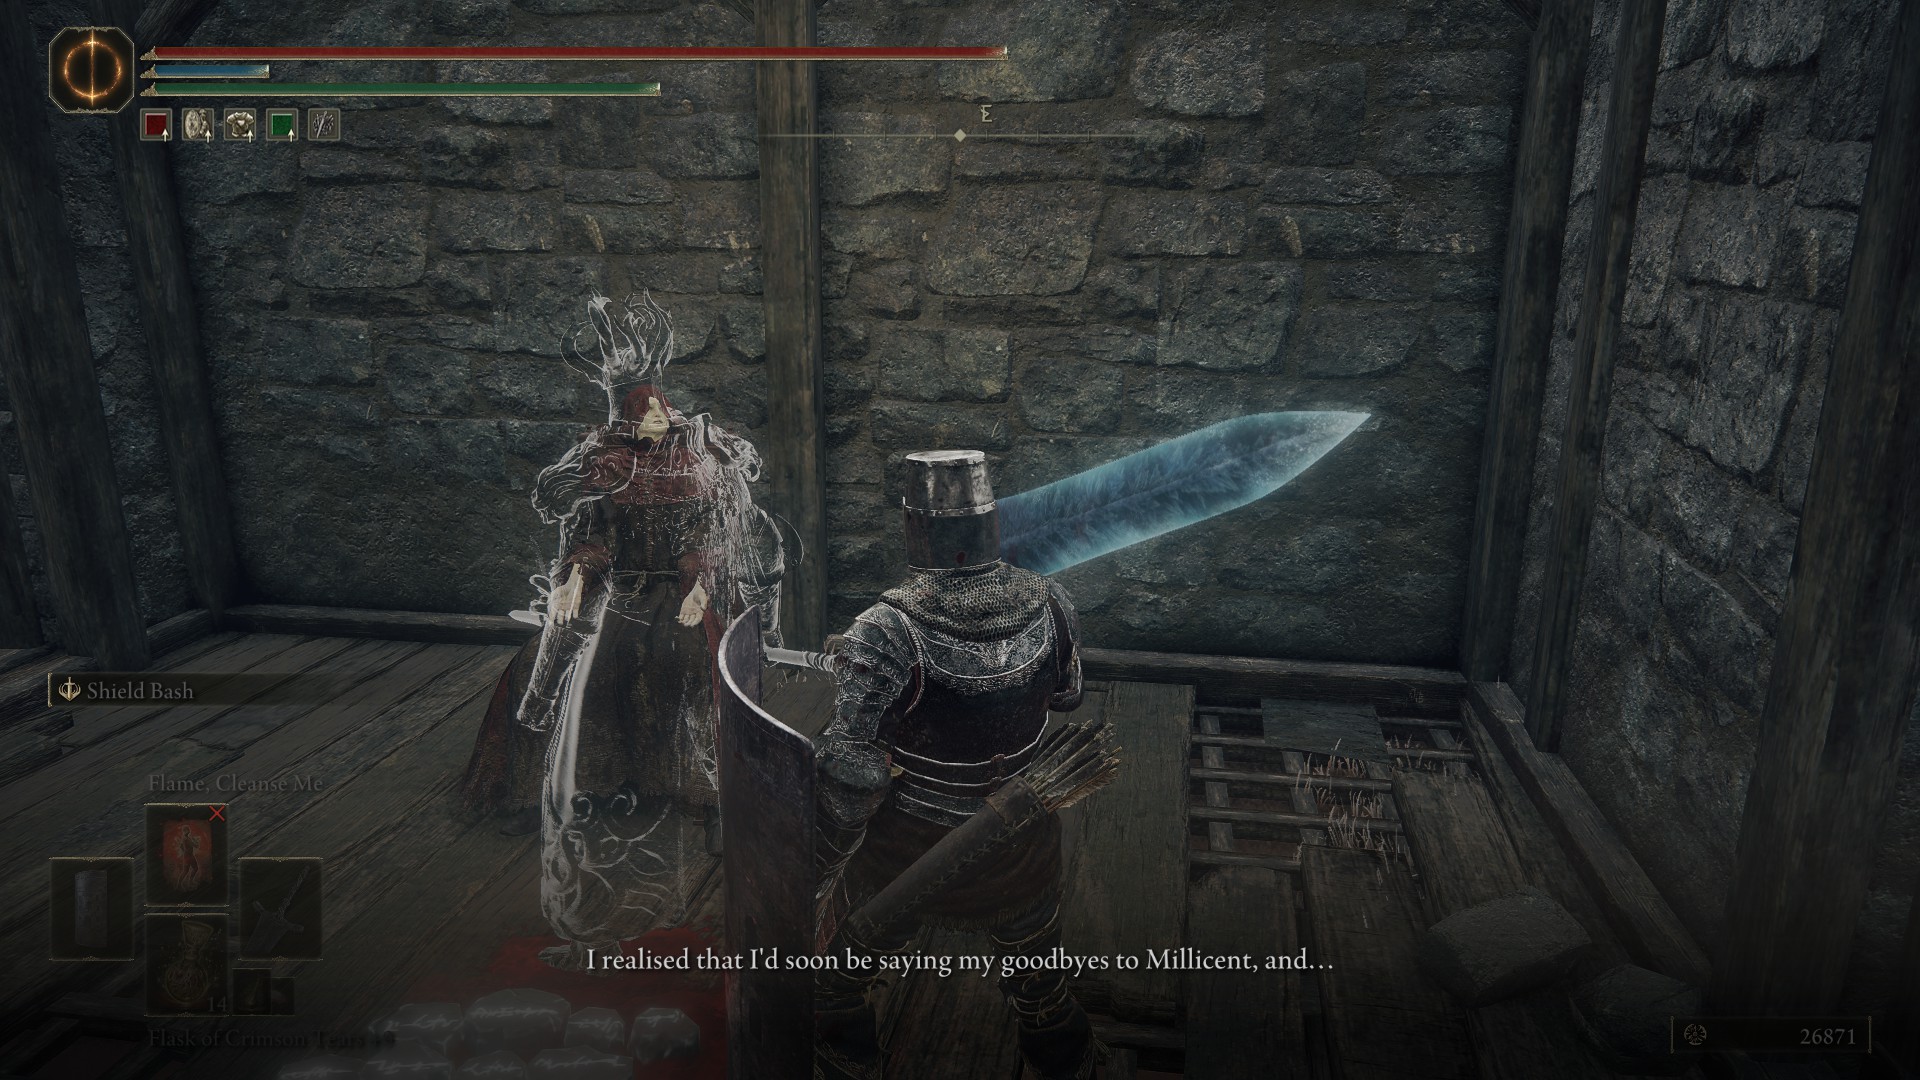 E
Shield Bash
Flame, Cleanse Me
14
I realised that I'd soon be saying my goodbyes to Millicent, and…
Flask of Crimson Tears
26871